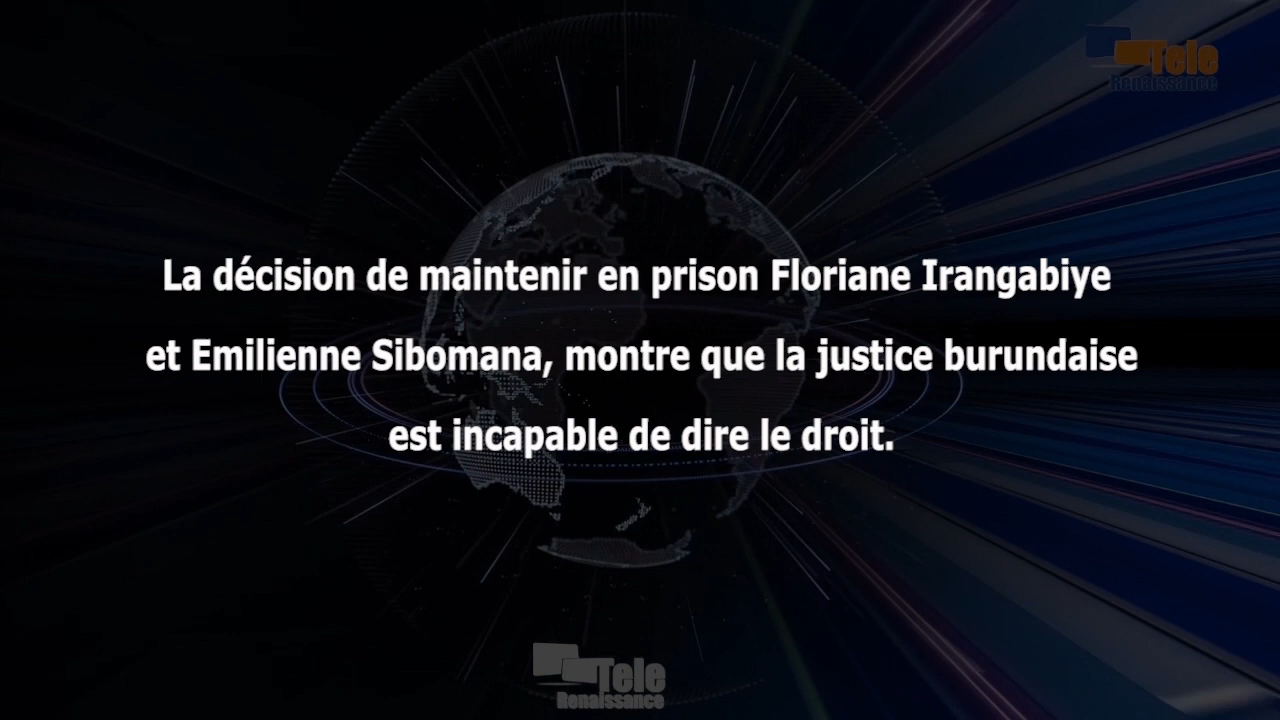 Tele
Renaissance
La décision de maintenir en prison Floriane Irangabiye
et Emilienne Sibomana, montre que la justice burundaise
est incapable de dire le droit.
Tele
Renaissance